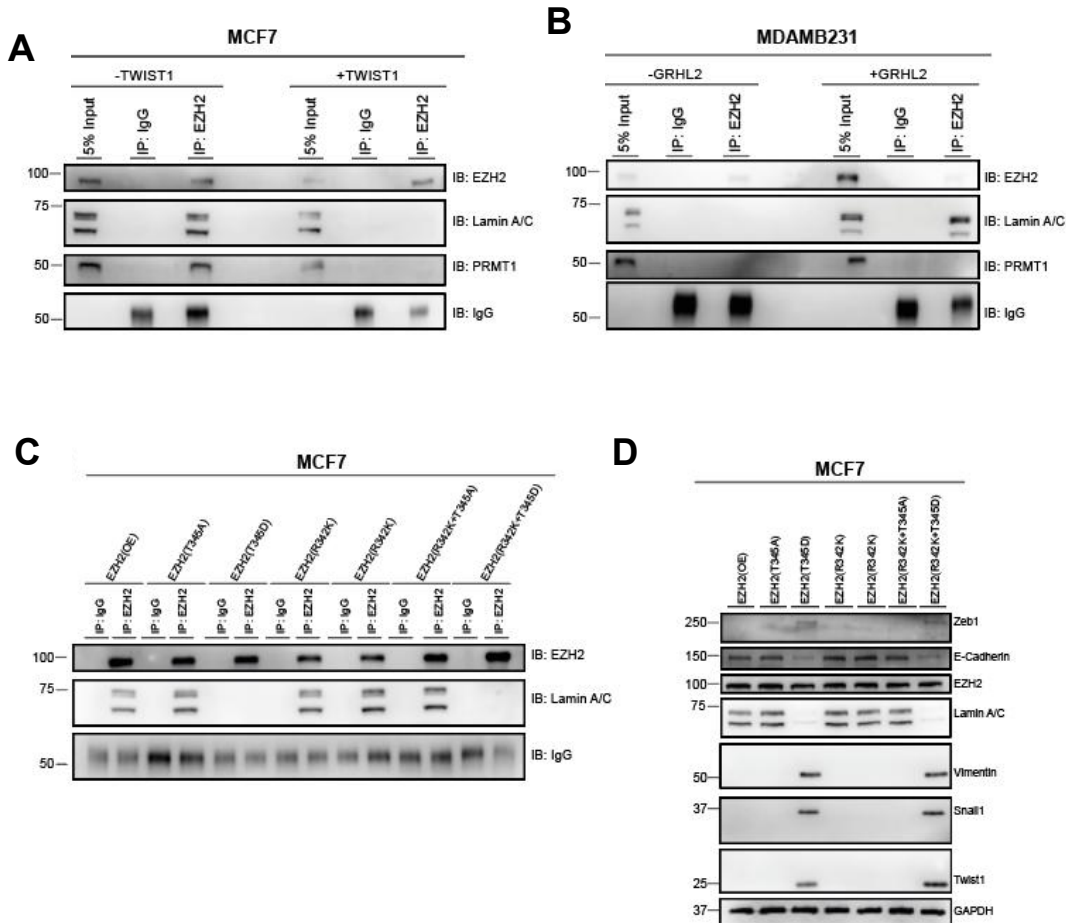 A
MCF7
-TWIST1 +TWIST1
5% Input IP: IgG IP: EZH2 5% Input IP: IgG IP: EZH2
100 IB: EZH2
75 IB: Lamin A/C
50 IB: PRMT1
50 IB: IgG
B
MDAMB231
-GRHL2 +GRHL2
5% Input IP: IgG IP: EZH2 5% Input IP: IgG IP: EZH2
100 IB: EZH2
75 IB: Lamin A/C
50 IB: PRMT1
50 IB: IgG
C
MCF7
EZH2(OE) EZH2(T345A) EZH2(T345D) EZH2(R342K) EZH2(R342K) EZH2(R342K+T345A) EZH2(R342K+T345D)
IP: IgG IP: EZH2 IP: IgG IP: EZH2 IP: IgG IP: EZH2 IP: IgG IP: EZH2 IP: IgG IP: EZH2 IP: IgG IP: EZH2 IP: IgG IP: EZH2
100 IB: EZH2
75 IB: Lamin A/C
50 IB: IgG
D
MCF7
EZH2(OE) EZH2(T345A) EZH2(T345D) EZH2(R342K) EZH2(R342K) EZH2(R342K+T345A) EZH2(R342K+T345D)
250 Zeb1
150 E-Cadherin
100 EZH2
75 Lamin A/C
50 Vimentin
37 Snail1
25 Twist1
37 GAPDH